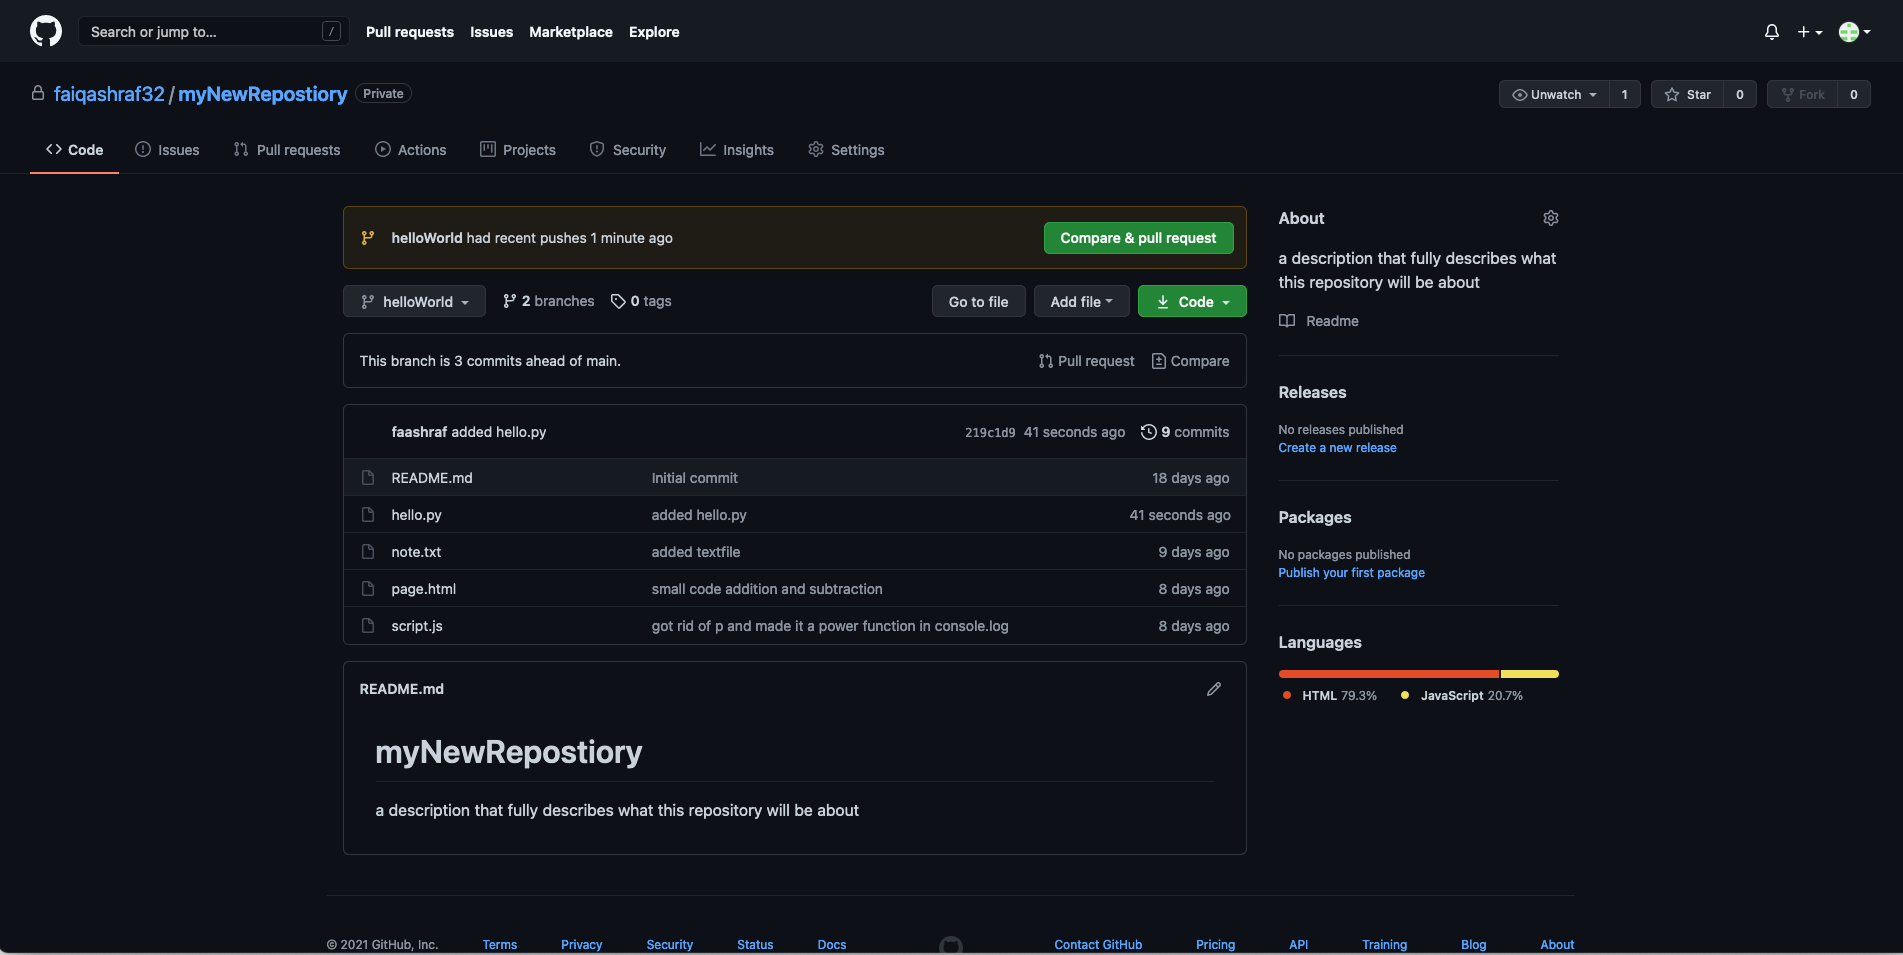 Search or jump to... /
Pull requests Issues Marketplace Explore
faiqashraf32 / myNewRepostiory Private
Unwatch 1 Star 0 Fork 0
Code Issues Pull requests Actions Projects Security Insights Settings
helloWorld had recent pushes 1 minute ago
Compare & pull request
helloWorld 2 branches 0 tags
Go to file Add file Code
This branch is 3 commits ahead of main.
Pull request Compare
faashraf added hello.py 219c1d9 41 seconds ago 9 commits
README.md Initial commit 18 days ago
hello.py added hello.py 41 seconds ago
note.txt added textfile 9 days ago
page.html small code addition and subtraction 8 days ago
script.js got rid of p and made it a power function in console.log 8 days ago
README.md
myNewRepostiory
a description that fully describes what this repository will be about
About
a description that fully describes what
this repository will be about
Readme
Releases
No releases published
Create a new release
Packages
No packages published
Publish your first package
Languages
HTML 79.3% JavaScript 20.7%
© 2021 GitHub, Inc. Terms Privacy Security Status Docs Contact GitHub Pricing API Training Blog About